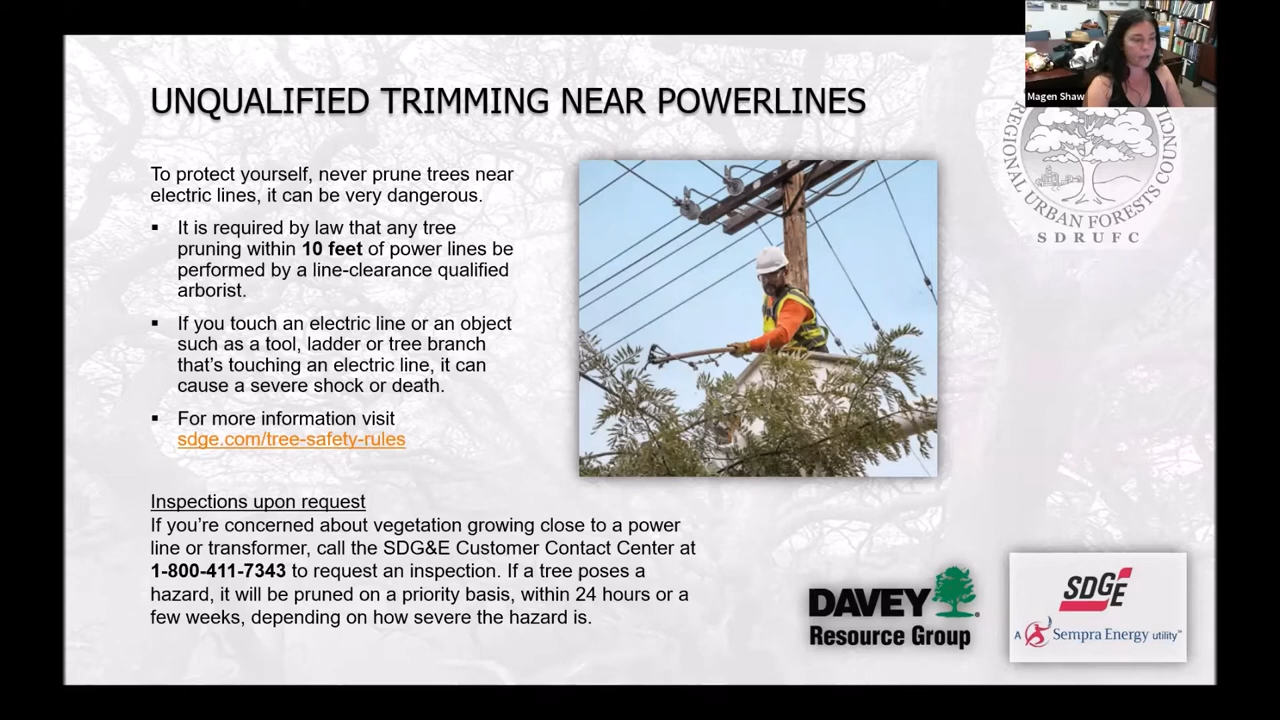 UNQUALIFIED TRIMMING NEAR POWERLINES
Magen Shaw
REGIONAL URBAN FORESTS COUNCIL
SDRUFC
To protect yourself, never prune trees near
electric lines, it can be very dangerous.
▪ It is required by law that any tree
pruning within 10 feet of power lines be
performed by a line-clearance qualified
arborist.
▪ If you touch an electric line or an object
such as a tool, ladder or tree branch
that’s touching an electric line, it can
cause a severe shock or death.
▪ For more information visit
sdge.com/tree-safety-rules
Inspections upon request
If you’re concerned about vegetation growing close to a power
line or transformer, call the SDG&E Customer Contact Center at
1-800-411-7343 to request an inspection. If a tree poses a
hazard, it will be pruned on a priority basis, within 24 hours or a
few weeks, depending on how severe the hazard is.
DAVEY
Resource Group
SDGE
A Sempra Energy utility™